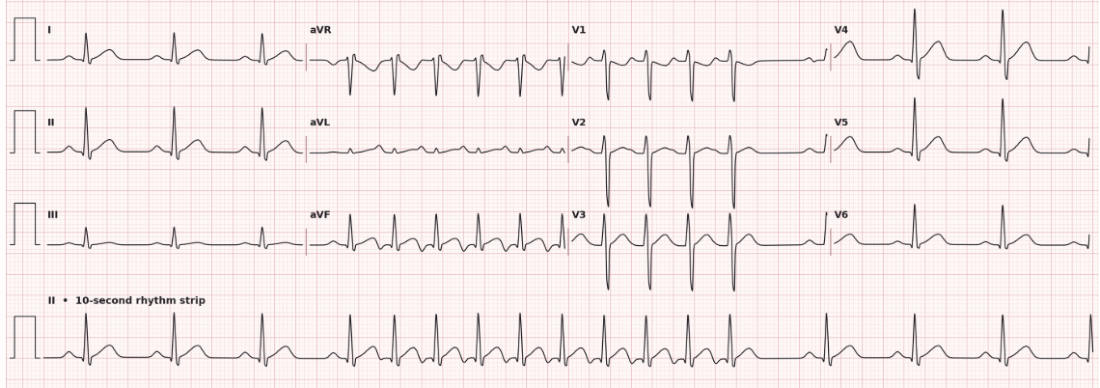 I aVR V1 V4
II aVL V2 V5
III aVF V3 V6
II • 10-second rhythm strip